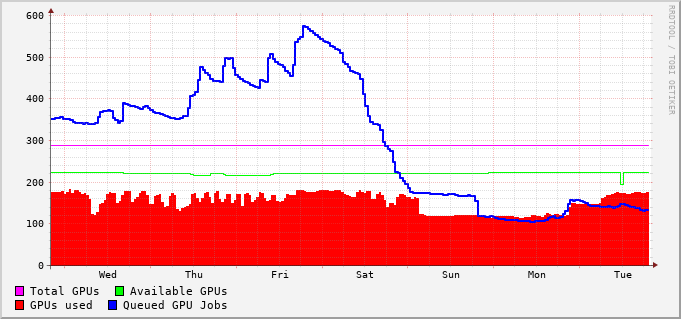 600
500
400
300
200
100
0
Wed Thu Fri Sat Sun Mon Tue
Total GPUs Available GPUs
GPUs used Queued GPU Jobs
RRDTOOL / TOBI OETIKER